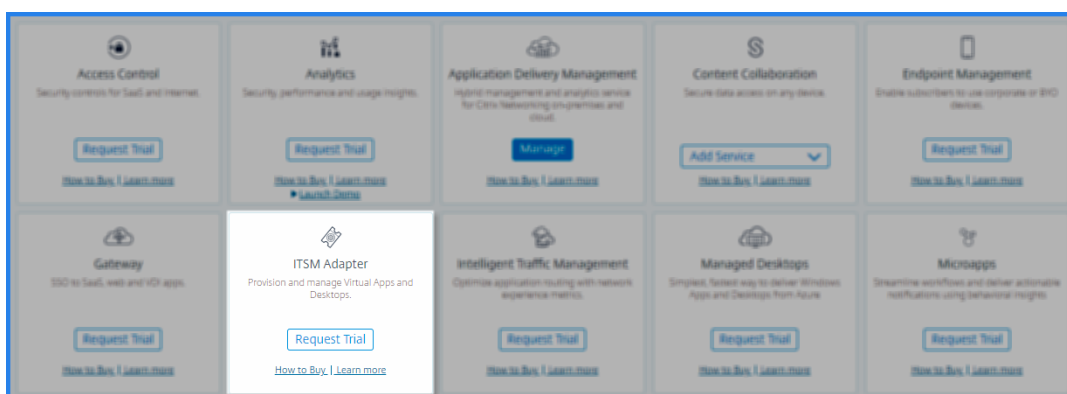 Access Control
Security controls for SaaS and Internet.
Request Trial
How to Buy | Learn more
Analytics
Security, performance and usage insights.
Request Trial
How to Buy | Learn more
Launch Demo
Application Delivery Management
Hybrid management and analytics service
for Citrix Networking on-premises and
cloud.
Manage
How to Buy | Learn more
Content Collaboration
Secure data access on any device.
Add Service
How to Buy | Learn more
Endpoint Management
Enable subscribers to use corporate or BYO
devices.
Request Trial
How to Buy | Learn more
Gateway
SSO to SaaS, web and VDI apps.
Request Trial
How to Buy | Learn more
ITSM Adapter
Provision and manage Virtual Apps and
Desktops.
Request Trial
How to Buy | Learn more
Intelligent Traffic Management
Optimize application routing with network
experience metrics.
Request Trial
How to Buy | Learn more
Managed Desktops
Simplest, fastest way to deliver Windows
Apps and Desktops from Azure
Request Trial
How to Buy | Learn more
Microapps
Streamline workflows and deliver actionable
notifications using behavioral insights
Request Trial
How to Buy | Learn more